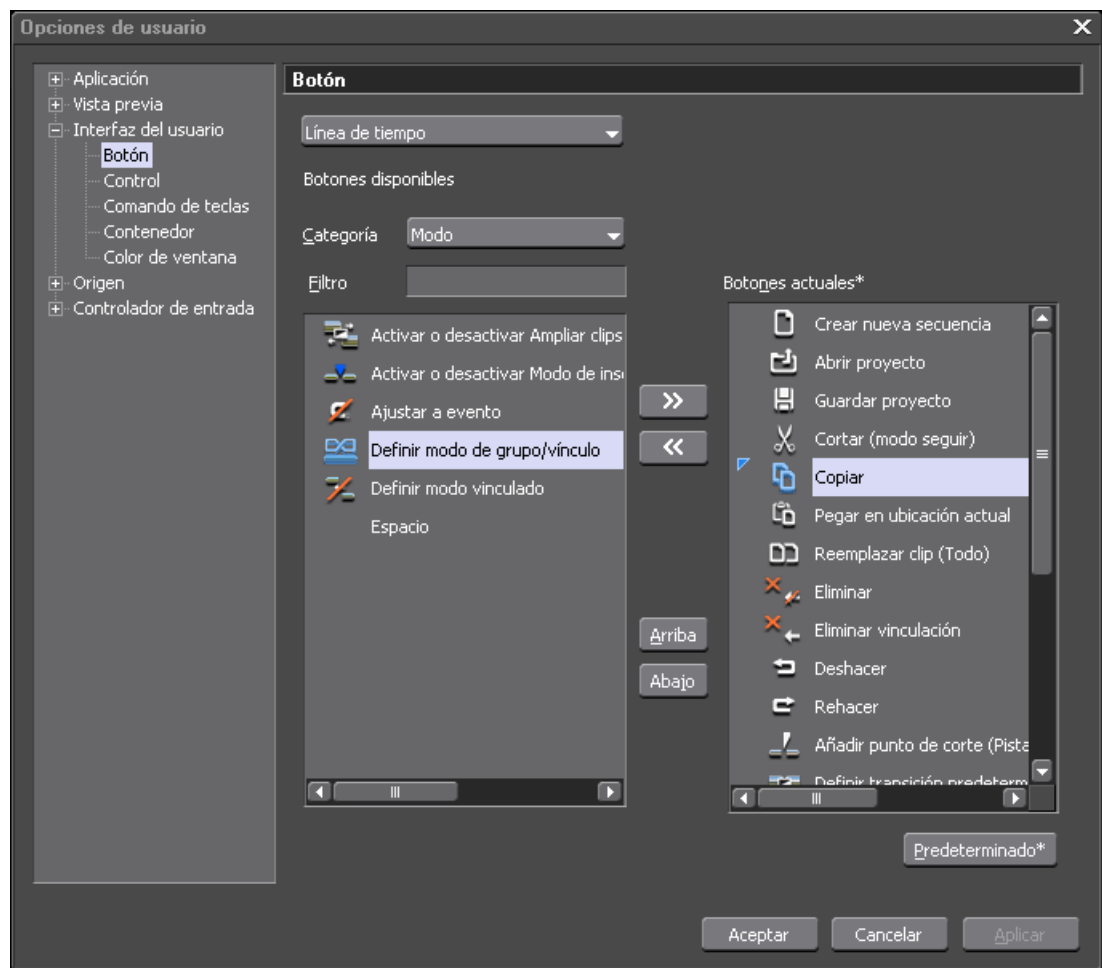 Opciones de usuario
Aplicación
Vista previa
Interfaz del usuario
Botón
Control
Comando de teclas
Contenedor
Color de ventana
Origen
Controlador de entrada
Botón
Línea de tiempo
Botones disponibles
Categoría Modo
Filtro
Activar o desactivar Ampliar clips
Activar o desactivar Modo de inse
Ajustar a evento
Definir modo de grupo/vínculo
Definir modo vinculado
Espacio
>>
<<
Arriba
Abajo
Botones actuales*
Crear nueva secuencia
Abrir proyecto
Guardar proyecto
Cortar (modo seguir)
Copiar
Pegar en ubicación actual
Reemplazar clip (Todo)
Eliminar
Eliminar vinculación
Deshacer
Rehacer
Añadir punto de corte (Pista
Definir transición predeterm
Predeterminado*
Aceptar
Cancelar
Aplicar